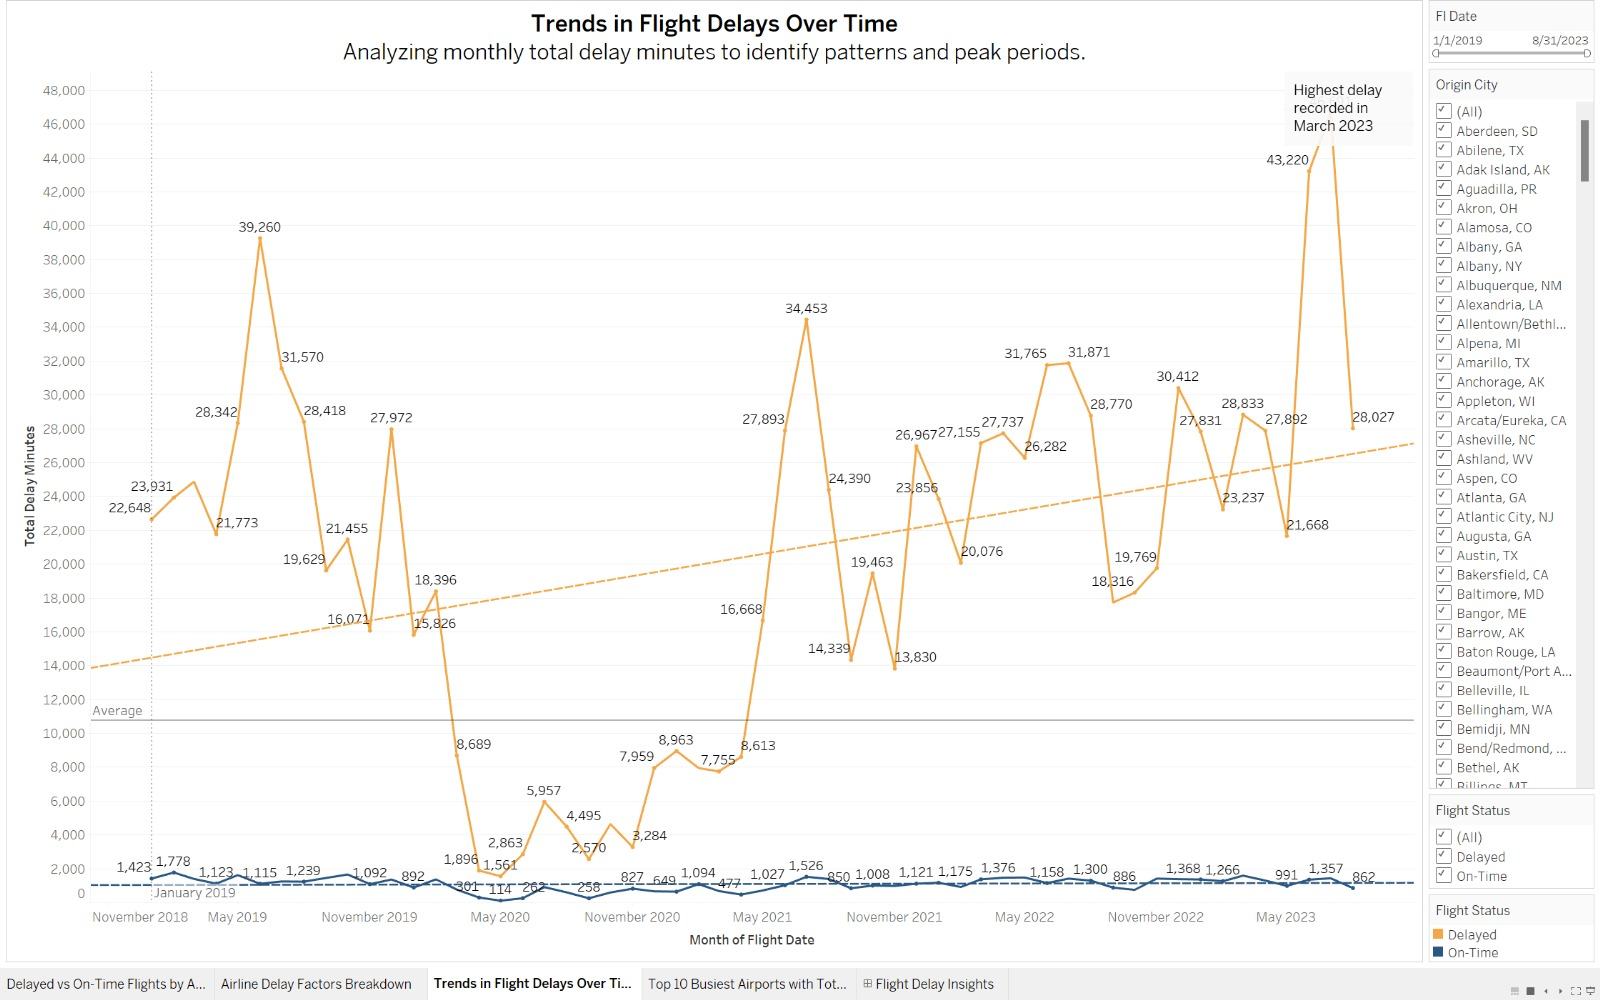 Trends in Flight Delays Over Time
Analyzing monthly total delay minutes to identify patterns and peak periods.
Highest delay
recorded in
March 2023
48,000
46,000
44,000
42,000
40,000
38,000
36,000
34,000
32,000
30,000
28,000
26,000
24,000
22,000
20,000
18,000
16,000
14,000
12,000
10,000
8,000
6,000
4,000
2,000
0
Total Delay Minutes
Average
January 2019
22,648
23,931
21,773
28,342
39,260
31,570
28,418
19,629
21,455
16,071
27,972
15,826
18,396
8,689
1,896
1,561
2,863
5,957
4,495
2,570
3,284
7,959
8,963
7,755
8,613
16,668
27,893
34,453
24,390
14,339
19,463
13,830
26,967
23,856
20,076
27,155
27,737
26,282
31,765
31,871
28,770
18,316
19,769
30,412
27,831
23,237
28,833
27,892
21,668
43,220
28,027
1,423
1,778
1,123
1,115
1,239
1,092
892
301
114
262
258
827
649
1,094
477
1,027
1,526
850
1,008
1,121
1,175
1,376
1,158
1,300
886
1,368
1,266
991
1,357
862
November 2018
May 2019
November 2019
May 2020
November 2020
May 2021
November 2021
May 2022
November 2022
May 2023
Month of Flight Date
Fl Date
1/1/2019
8/31/2023
Origin City
(All)
Aberdeen, SD
Abilene, TX
Adak Island, AK
Aguadilla, PR
Akron, OH
Alamosa, CO
Albany, GA
Albany, NY
Albuquerque, NM
Alexandria, LA
Allentown/Bethl...
Alpena, MI
Amarillo, TX
Anchorage, AK
Appleton, WI
Arcata/Eureka, CA
Asheville, NC
Ashland, WV
Aspen, CO
Atlanta, GA
Atlantic City, NJ
Augusta, GA
Austin, TX
Bakersfield, CA
Baltimore, MD
Bangor, ME
Barrow, AK
Baton Rouge, LA
Beaumont/Port A...
Belleville, IL
Bellingham, WA
Bemidji, MN
Bend/Redmond, ...
Bethel, AK
Billings, MT
Flight Status
(All)
Delayed
On-Time
Flight Status
Delayed
On-Time
Delayed vs On-Time Flights by A...
Airline Delay Factors Breakdown
Trends in Flight Delays Over Ti...
Top 10 Busiest Airports with Tot...
Flight Delay Insights